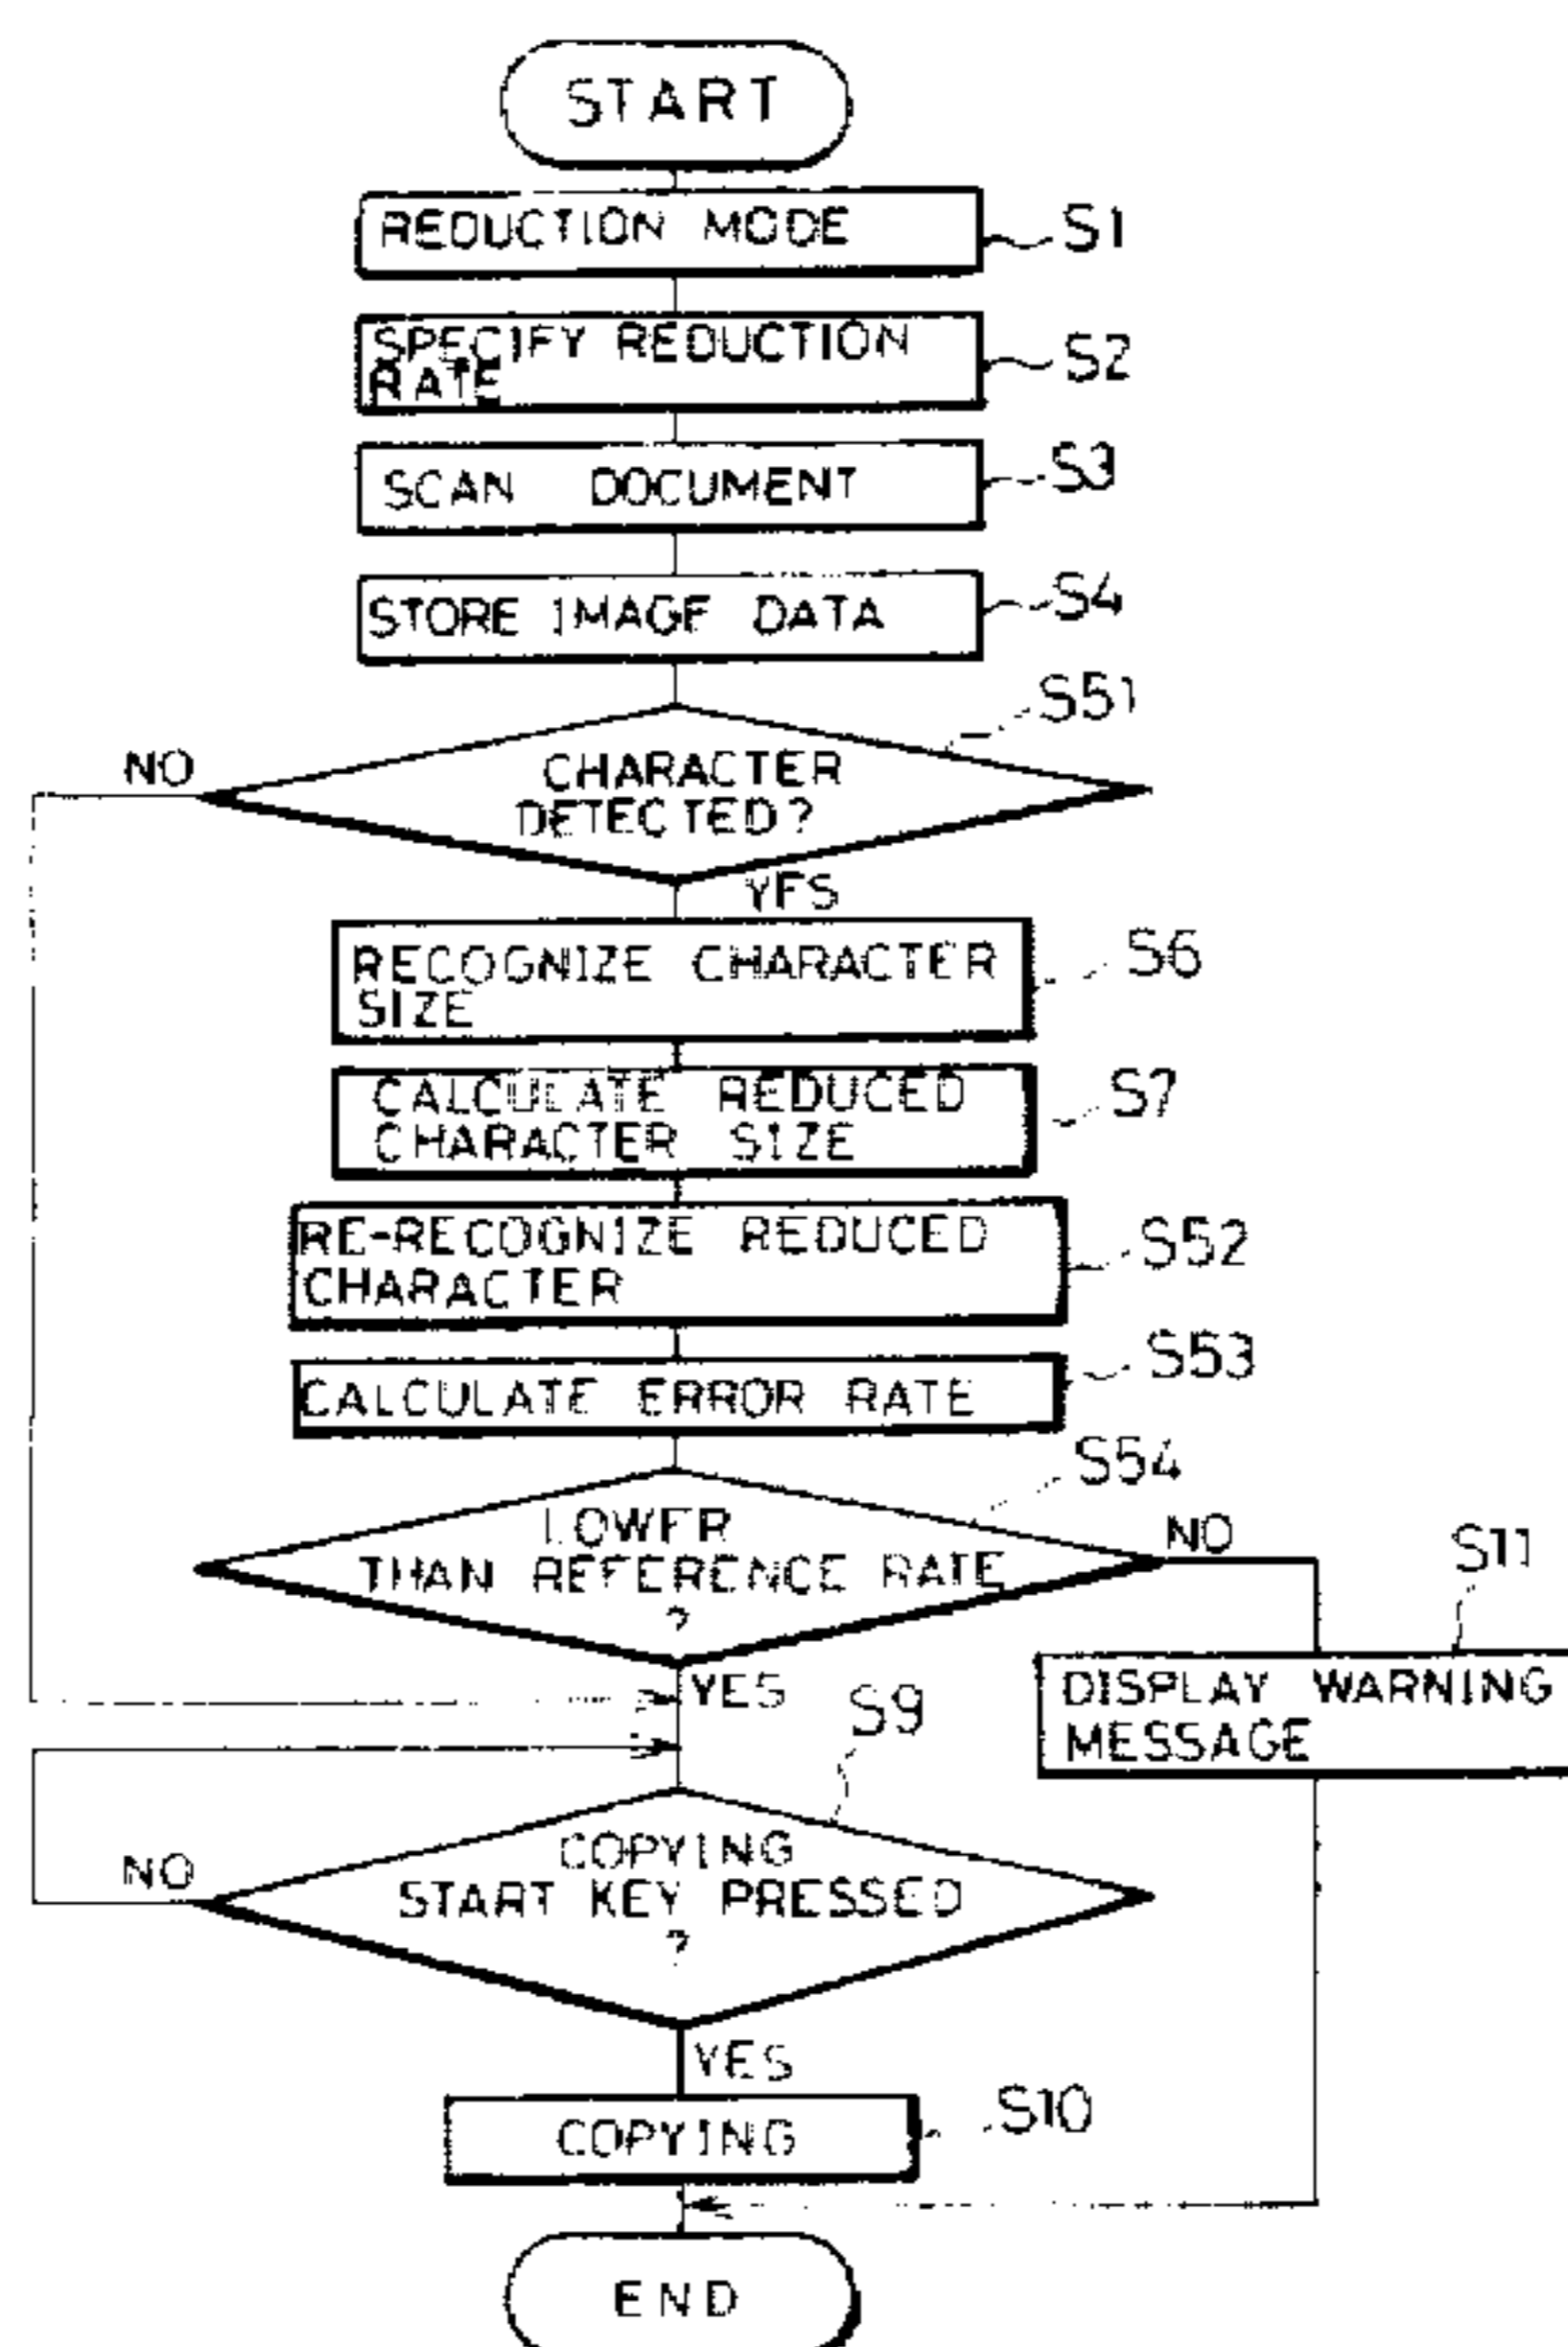 START
REDUCTION MODE
S1
SPECIFY REDUCTION
RATE
S2
SCAN DOCUMENT
S3
STORE IMAGE DATA
S4
S51
NO
CHARACTER
DETECTED?
YES
RECOGNIZE CHARACTER
SIZE
S6
CALCULATE REDUCED
CHARACTER SIZE
S7
RE-RECOGNIZE REDUCED
CHARACTER
S52
CALCULATE ERROR RATE
S53
S54
LOWER
THAN REFERENCE RATE
?
NO
S11
YES
DISPLAY WARNING
MESSAGE
S9
NO
COPYING
START KEY PRESSED
?
YES
COPYING
S10
END